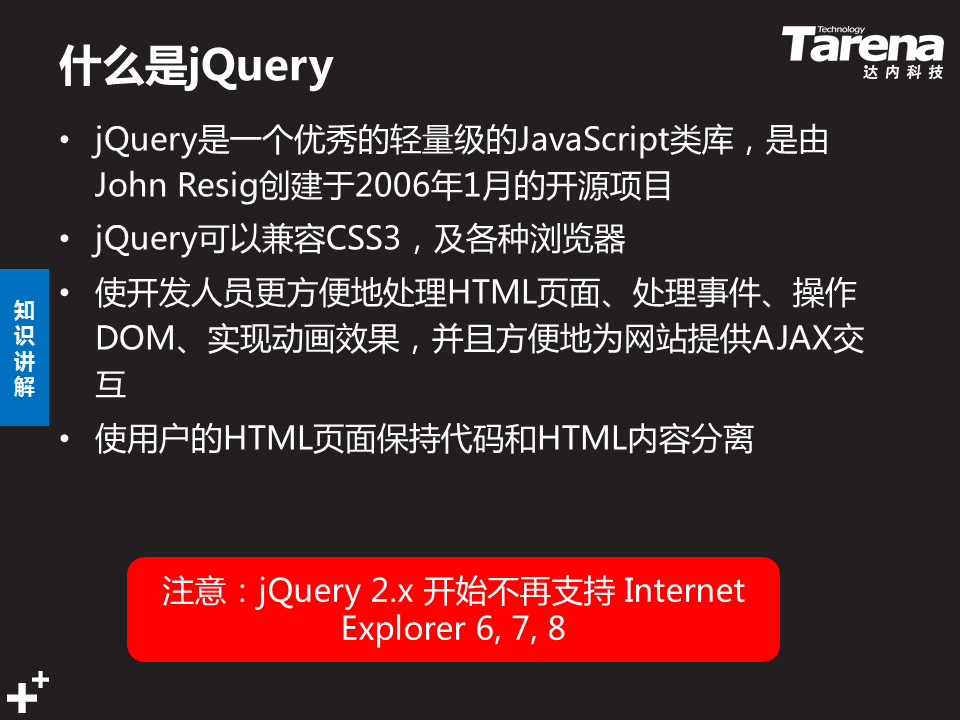 什么是jQuery
Technology
Tarena
达内科技
• jQuery是一个优秀的轻量级的JavaScript类库，是由
John Resig创建于2006年1月的开源项目
• jQuery可以兼容CSS3，及各种浏览器
• 使开发人员更方便地处理HTML页面、处理事件、操作
DOM、实现动画效果，并且方便地为网站提供AJAX交
互
• 使用户的HTML页面保持代码和HTML内容分离
知
识
讲
解
注意：jQuery 2.x 开始不再支持 Internet
Explorer 6, 7, 8